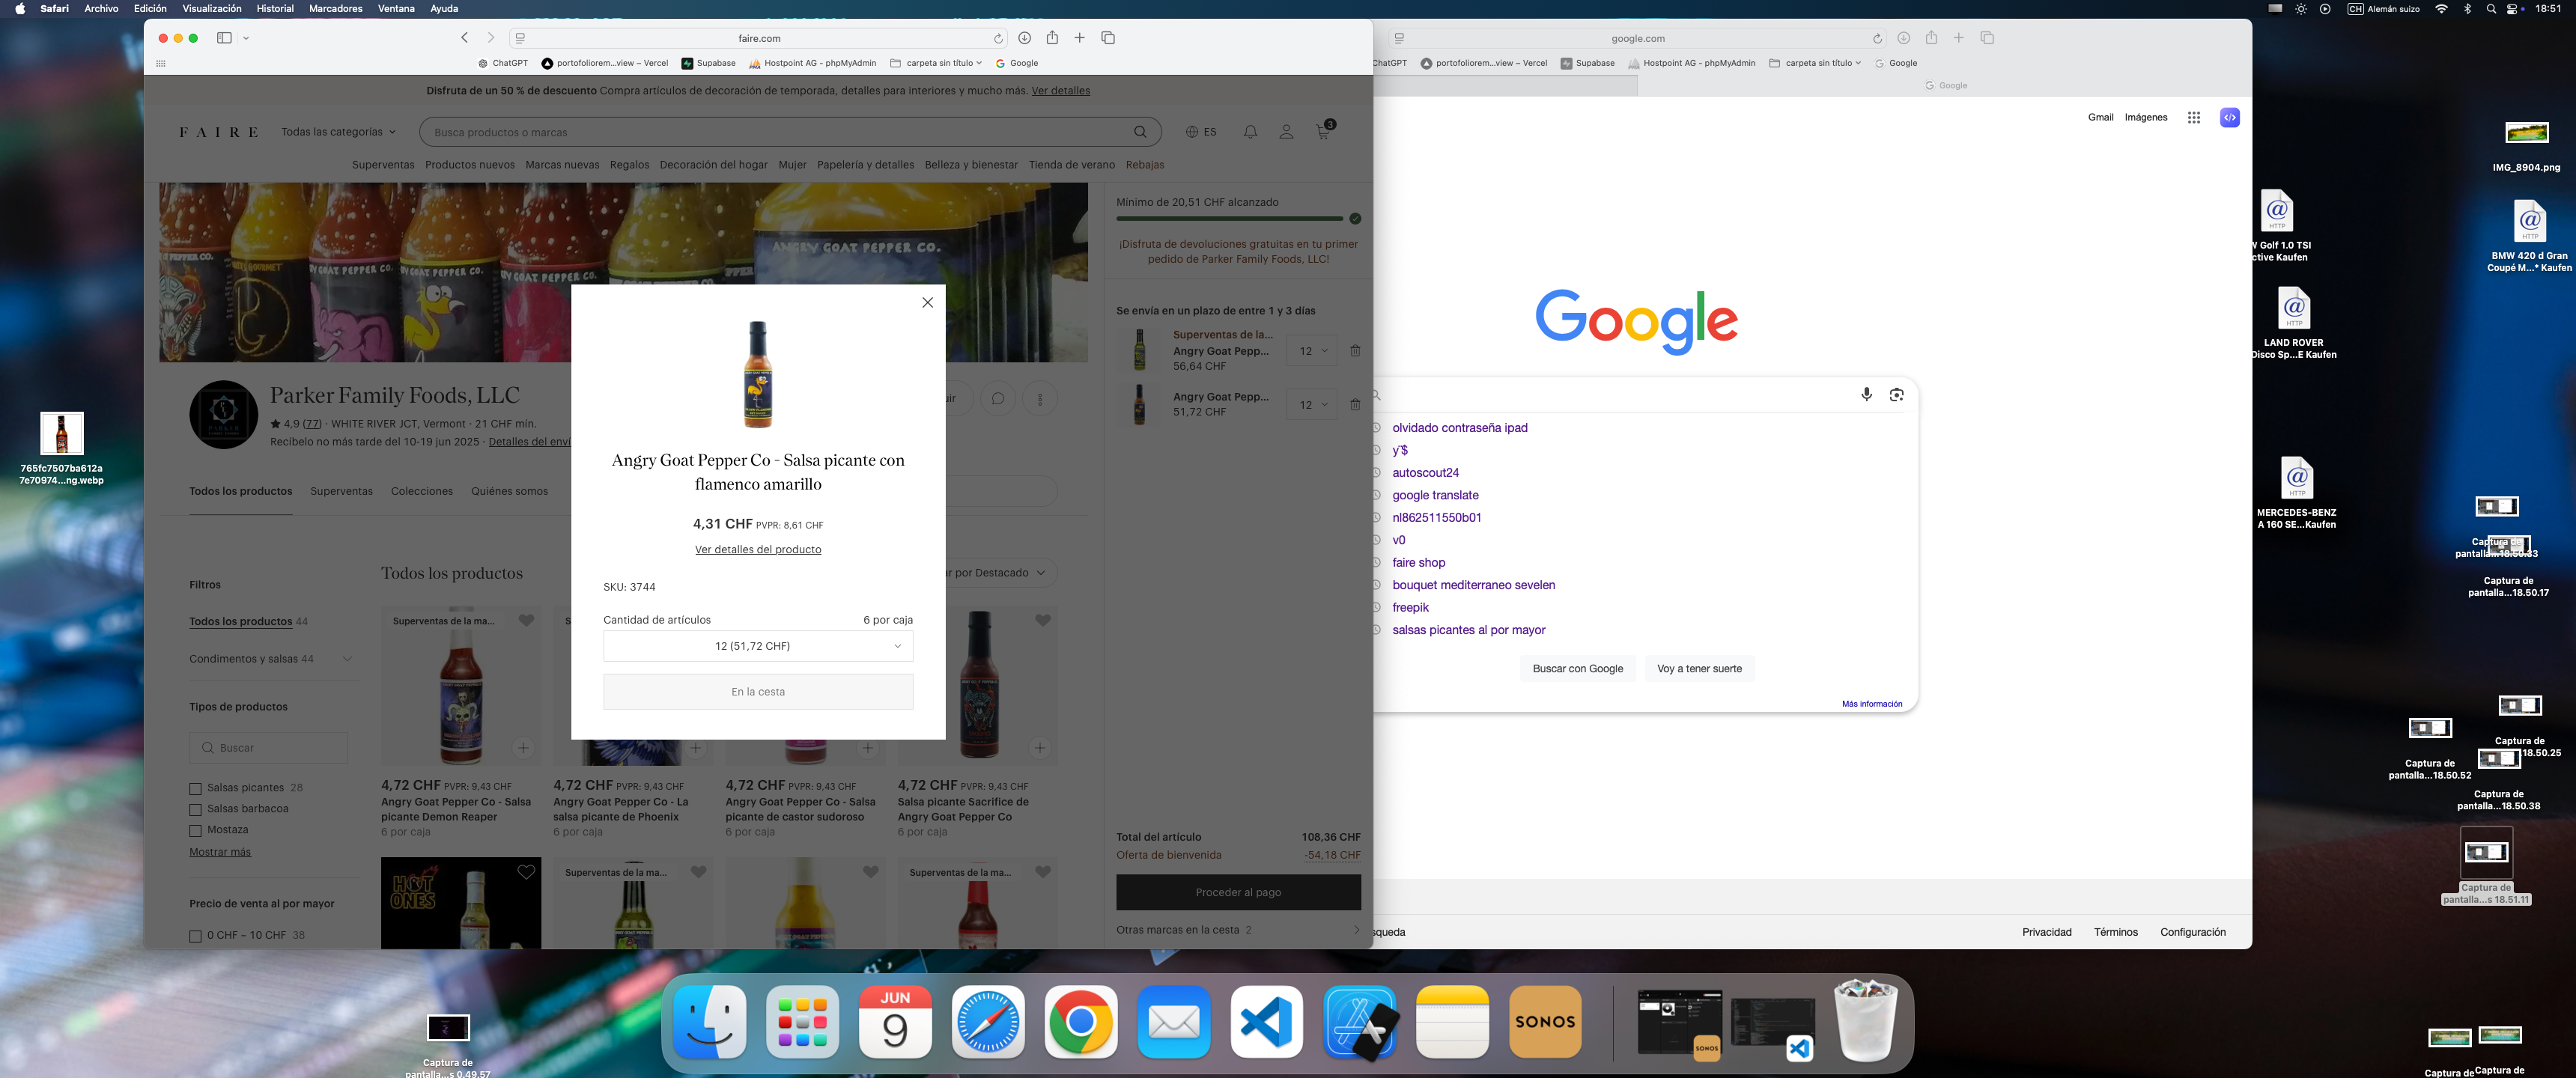 Safari Archivo Edición Visualización Historial Marcadores Ventana Ayuda
CH Alemán suizo 18:51
faire.com
ChatGPT portofoliorem...view – Vercel Supabase Hostpoint AG - phpMyAdmin carpeta sin título Google
Disfruta de un 50 % de descuento Compra artículos de decoración de temporada, detalles para interiores y mucho más. Ver detalles
FAIRE Todas las categorías Busca productos o marcas ES 3
Superventas Productos nuevos Marcas nuevas Regalos Decoración del hogar Mujer Papelería y detalles Belleza y bienestar Tienda de verano Rebajas
ANGRY GOAT PEPPER CO.
Parker Family Foods, LLC
4,9 (77) · WHITE RIVER JCT, Vermont · 21 CHF mín.
Recíbelo no más tarde del 10-19 jun 2025 · Detalles del enví
Todos los productos Superventas Colecciones Quiénes somos
Filtros
Todos los productos 44
Condimentos y salsas 44
Tipos de productos
Buscar
Salsas picantes 28
Salsas barbacoa
Mostaza
Mostrar más
Precio de venta al por mayor
0 CHF – 10 CHF 38
Todos los productos
ar por Destacado
Superventas de la ma...
4,72 CHF PVPR: 9,43 CHF
Angry Goat Pepper Co - Salsa
picante Demon Reaper
6 por caja
4,72 CHF PVPR: 9,43 CHF
Angry Goat Pepper Co - La
salsa picante de Phoenix
6 por caja
4,72 CHF PVPR: 9,43 CHF
Angry Goat Pepper Co - Salsa
picante de castor sudoroso
6 por caja
4,72 CHF PVPR: 9,43 CHF
Salsa picante Sacrifice de
Angry Goat Pepper Co
6 por caja
HOT
ONES
Superventas de la ma...
Superventas de la ma...
Angry Goat Pepper Co - Salsa picante con
flamenco amarillo
4,31 CHF PVPR: 8,61 CHF
Ver detalles del producto
SKU: 3744
Cantidad de artículos 6 por caja
12 (51,72 CHF)
En la cesta
Mínimo de 20,51 CHF alcanzado
¡Disfruta de devoluciones gratuitas en tu primer
pedido de Parker Family Foods, LLC!
Se envía en un plazo de entre 1 y 3 días
Superventas de la...
Angry Goat Pepp...
56,64 CHF
12
Angry Goat Pepp...
51,72 CHF
12
Total del artículo 108,36 CHF
Oferta de bienvenida -54,18 CHF
Proceder al pago
Otras marcas en la cesta 2
google.com
ChatGPT portofoliorem...view – Vercel Supabase Hostpoint AG - phpMyAdmin carpeta sin título Google
Google
Gmail Imágenes
Google
olvidado contraseña ipad
y¨$
autoscout24
google translate
nl862511550b01
v0
faire shop
bouquet mediterraneo sevelen
freepik
salsas picantes al por mayor
Buscar con Google Voy a tener suerte
Más información
squeda
Privacidad Términos Configuración
765fc7507ba612a
7e70974...ng.webp
IMG_8904.png
HTTP
W Golf 1.0 TSI
ctive Kaufen
HTTP
BMW 420 d Gran
Coupé M...* Kaufen
HTTP
LAND ROVER
Disco Sp...E Kaufen
HTTP
MERCEDES-BENZ
A 160 SE...Kaufen
Captura de
pantalla...18.50.33
Captura de
pantalla...18.50.17
Captura de
18.50.25
Captura de
pantalla...18.50.52
Captura de
pantalla...18.50.38
Captura de
pantalla...s 18.51.11
Captura de
pantalla...s 0.49.57
Captura de
Captura de
JUN
9
SONOS
SONOS